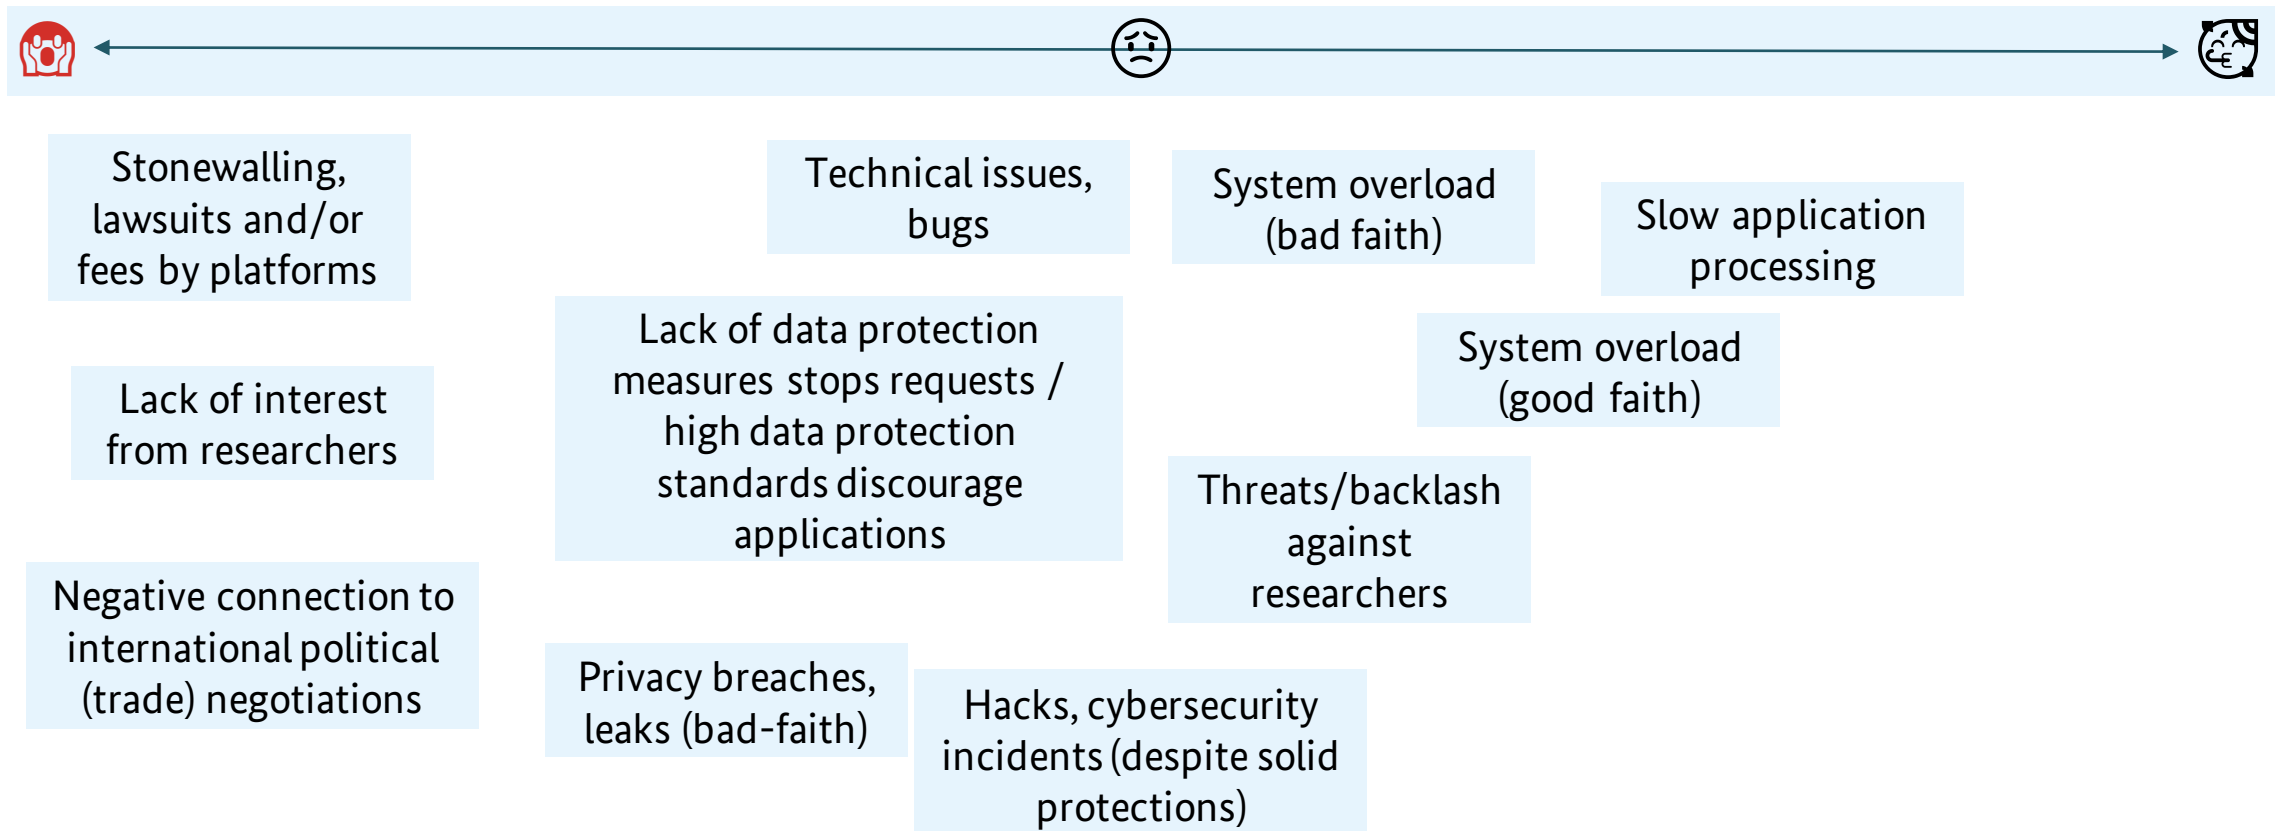 Stonewalling,
lawsuits and/or
fees by platforms
Technical issues,
bugs
System overload
(bad faith)
Slow application
processing
Lack of data protection
measures stops requests /
high data protection
standards discourage
applications
System overload
(good faith)
Lack of interest
from researchers
Threats/backlash
against
researchers
Negative connection to
international political
(trade) negotiations
Privacy breaches,
leaks (bad-faith)
Hacks, cybersecurity
incidents (despite solid
protections)